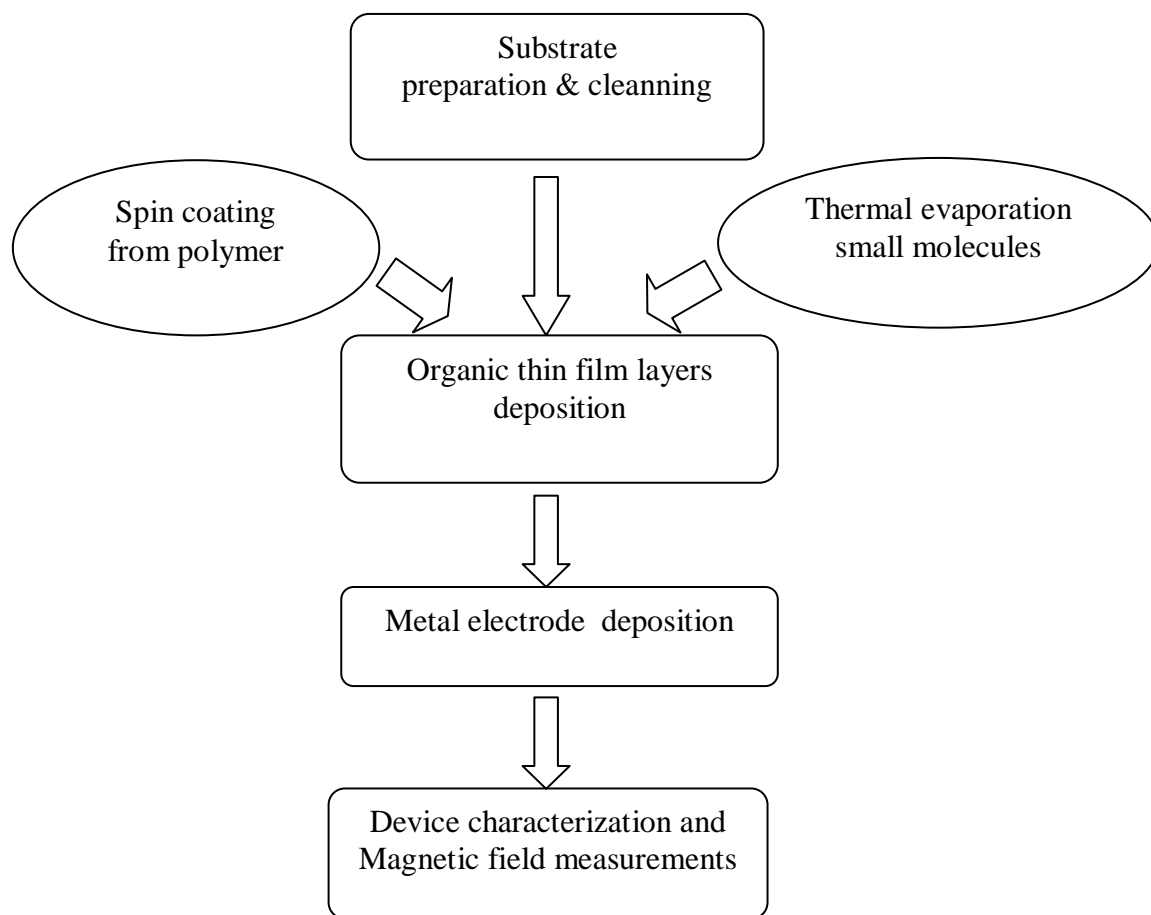 Substrate
preparation & cleanning
Spin coating
from polymer
Thermal evaporation
small molecules
Organic thin film layers
deposition
Metal electrode  deposition
Device characterization and
Magnetic field measurements